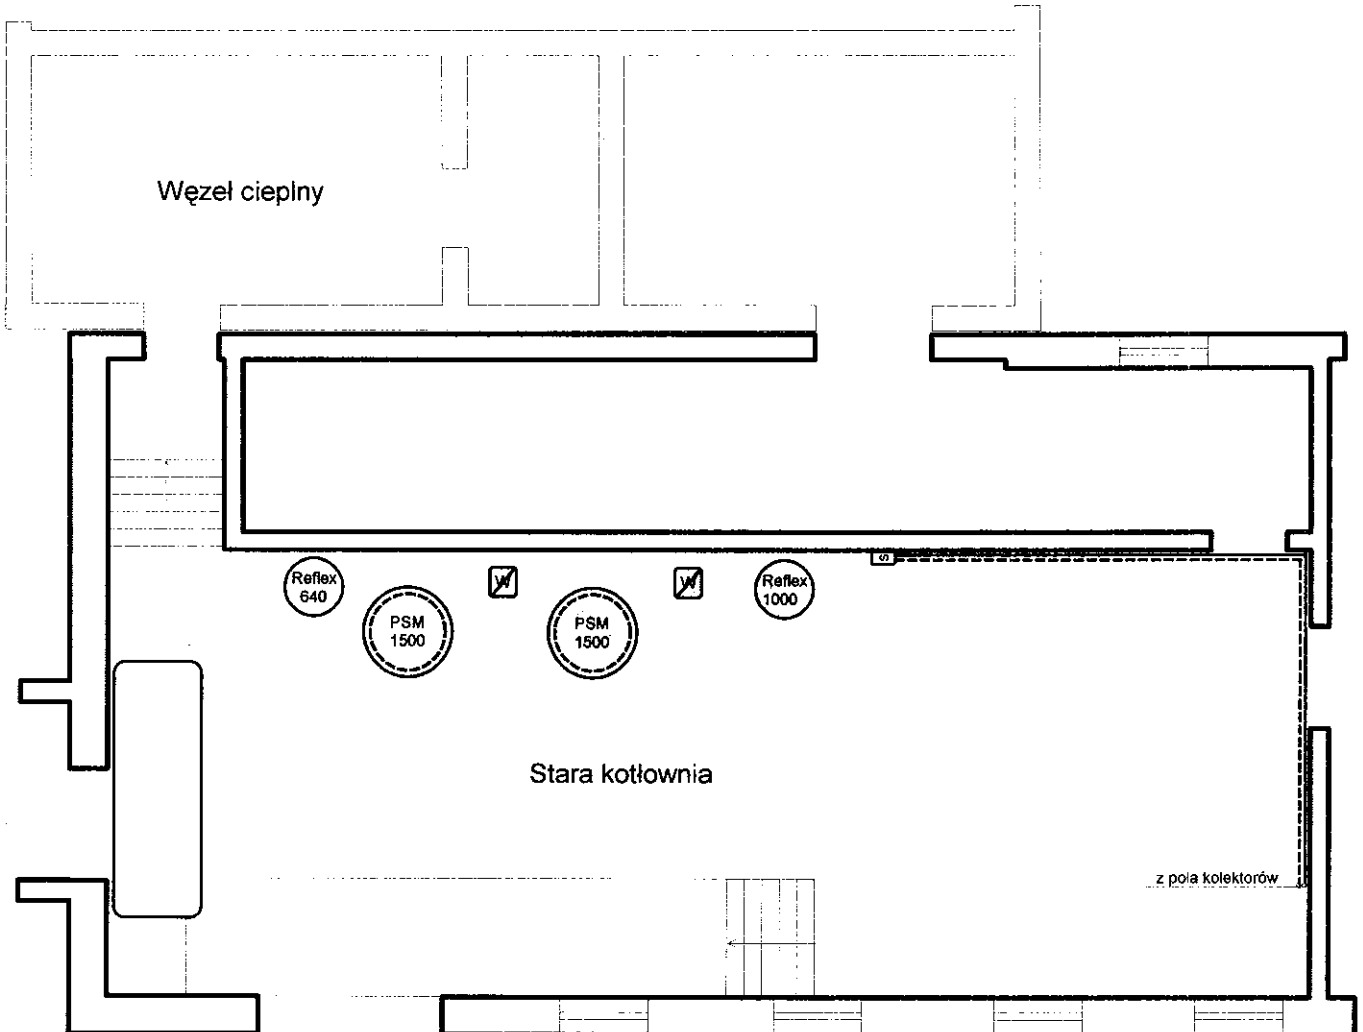 Węzeł cieplny
Reflex
640
PSM
1500
W
PSM
1500
W
Reflex
1000
S
Stara kotłownia
z pola kolektorów